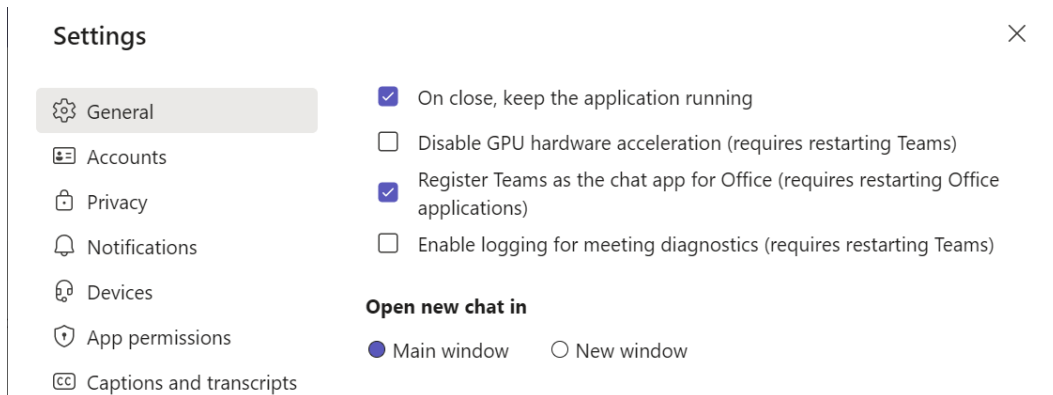 Settings
General
Accounts
Privacy
Notifications
Devices
App permissions
CC Captions and transcripts
On close, keep the application running
Disable GPU hardware acceleration (requires restarting Teams)
Register Teams as the chat app for Office (requires restarting Office
applications)
Enable logging for meeting diagnostics (requires restarting Teams)
Open new chat in
Main window
New window